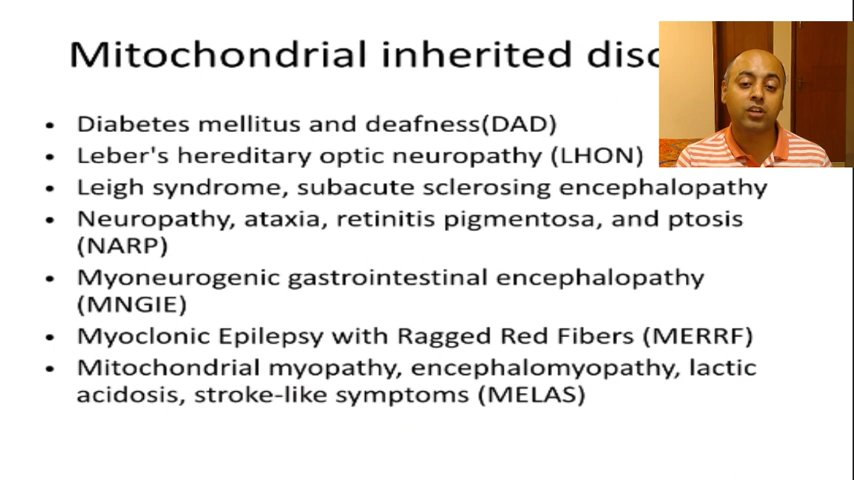 Mitochondrial inherited
• Diabetes mellitus and deafness(DAD)
• Leber's hereditary optic neuropathy (LHON)
• Leigh syndrome, subacute sclerosing encephalopathy
• Neuropathy, ataxia, retinitis pigmentosa, and ptosis
(NARP)
• Myoneurogenic gastrointestinal encephalopathy
(MNGIE)
• Myoclonic Epilepsy with Ragged Red Fibers (MERRF)
• Mitochondrial myopathy, encephalomyopathy, lactic
acidosis, stroke-like symptoms (MELAS)